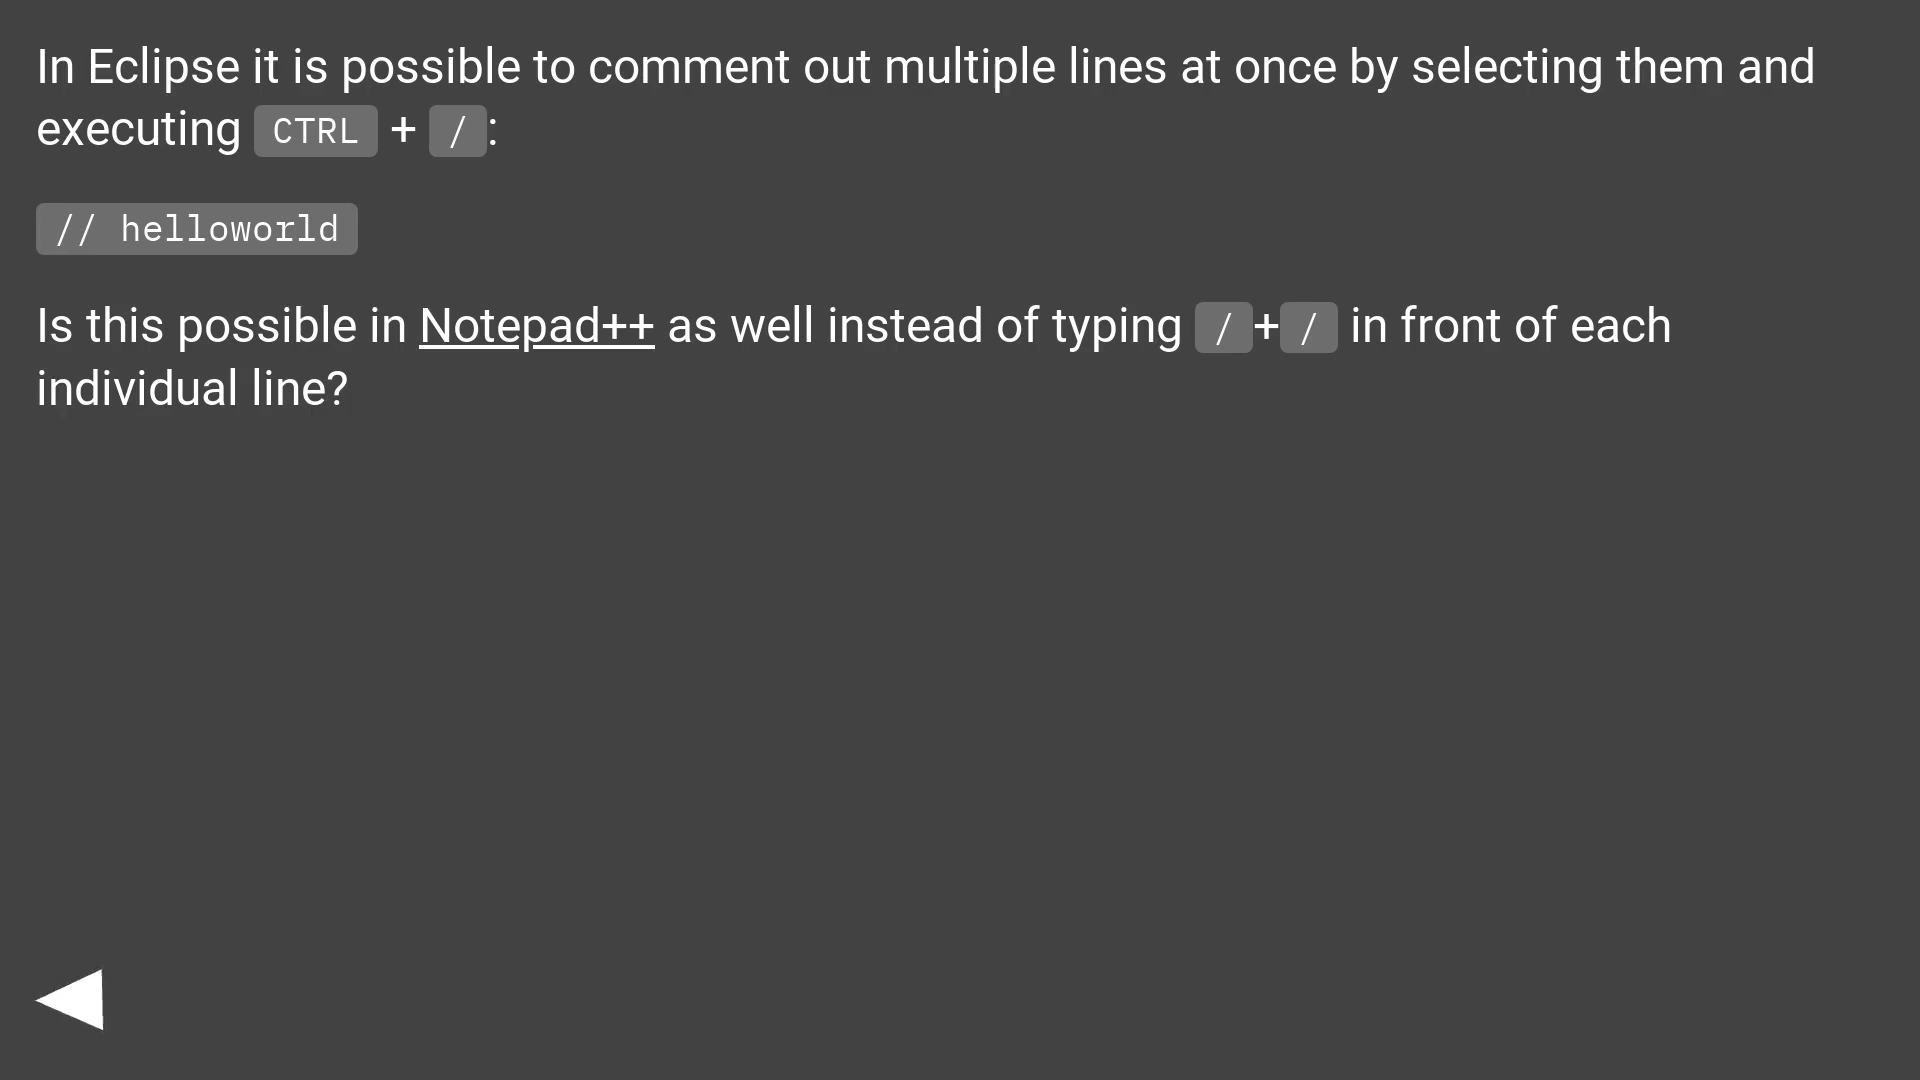 In Eclipse it is possible to comment out multiple lines at once by selecting them and
executing CTRL + / :
// helloworld
Is this possible in Notepad++ as well instead of typing / + / in front of each
individual line?